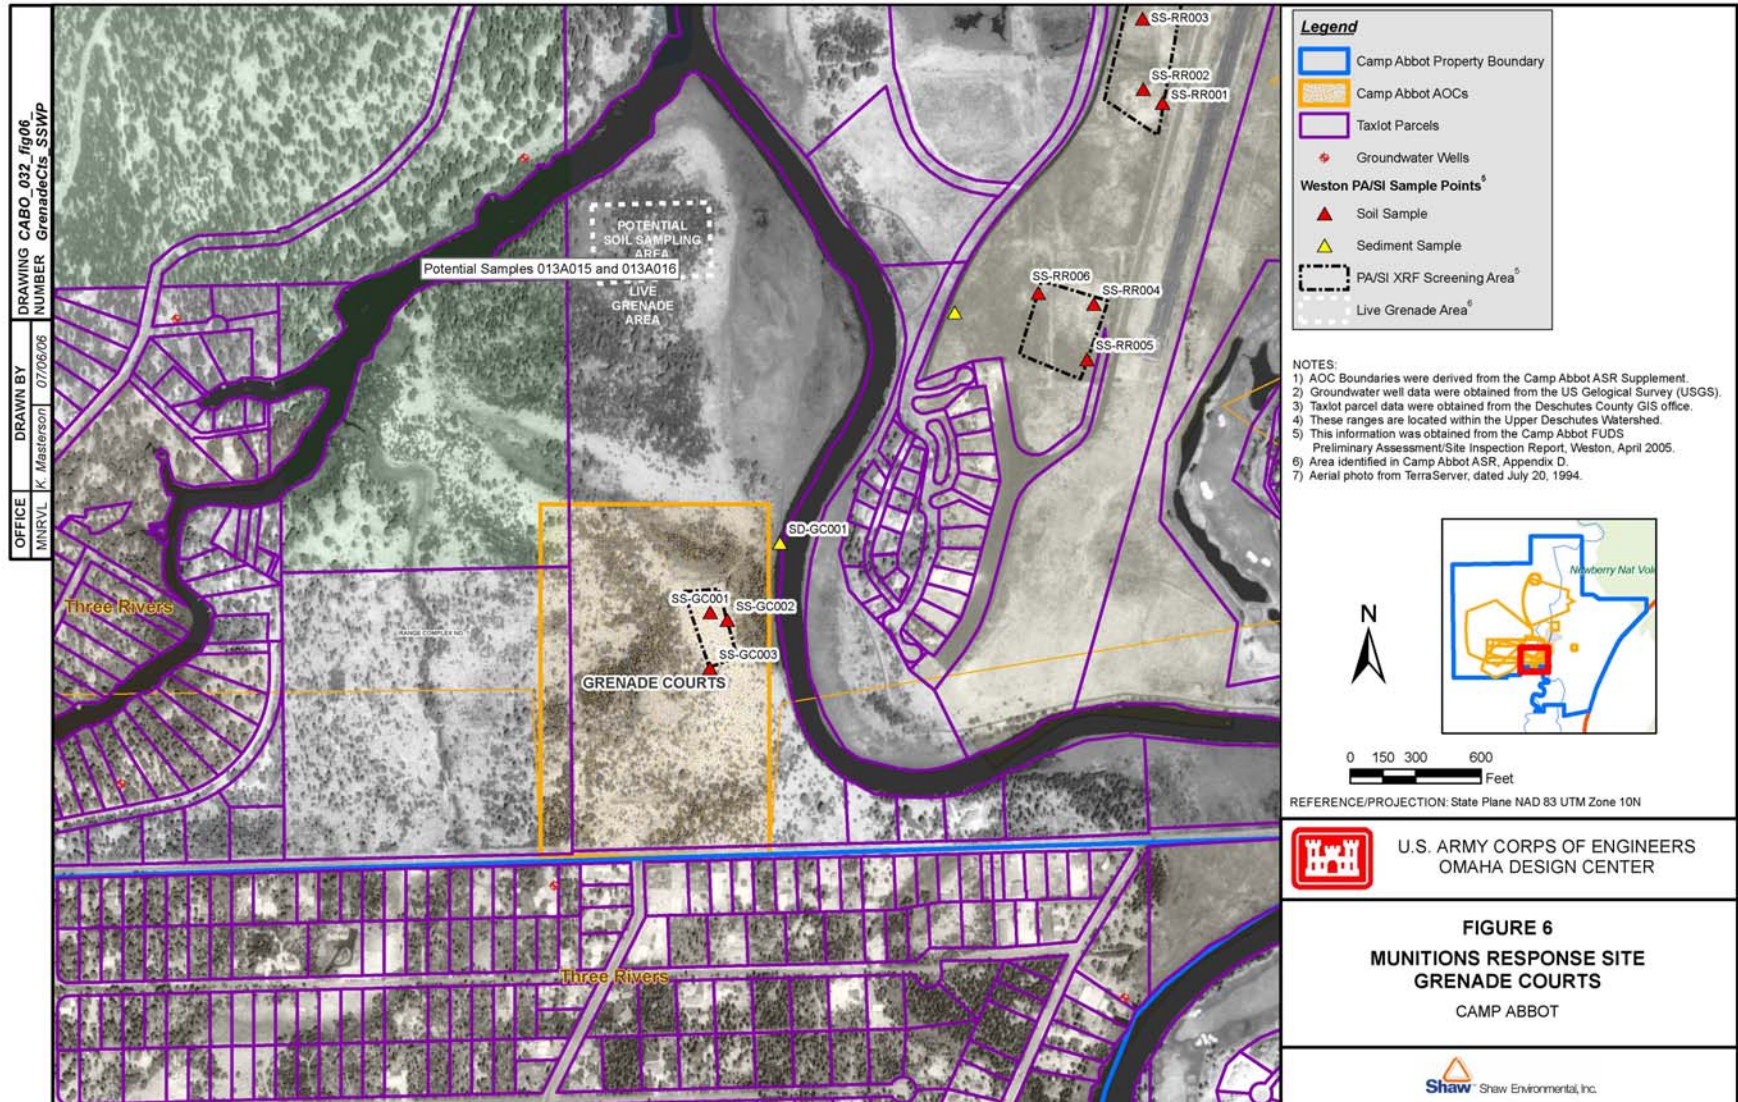 DRAWING CABO_032_fig06_
NUMBER GrenadeCts_SSWP
DRAWN BY
K. Masterson 07/06/06
OFFICE
MNRVL
SS-RR003
SS-RR002
SS-RR001
POTENTIAL
SOIL SAMPLING
AREA
Potential Samples 013A015 and 013A016
LIVE
GRENADE
AREA
SS-RR006
SS-RR004
SS-RR005
SD-GC001
SS-GC001
SS-GC002
SS-GC003
GRENADE COURTS
Three Rivers
RANGE COMPLEX NO.
Three Rivers
Legend
Camp Abbot Property Boundary
Camp Abbot AOCs
Taxlot Parcels
Groundwater Wells
Weston PA/SI Sample Points5
Soil Sample
Sediment Sample
PA/SI XRF Screening Area5
Live Grenade Area6
NOTES:
1) AOC Boundaries were derived from the Camp Abbot ASR Supplement.
2) Groundwater well data were obtained from the US Gelogical Survey (USGS).
3) Taxlot parcel data were obtained from the Deschutes County GIS office.
4) These ranges are located within the Upper Deschutes Watershed.
5) This information was obtained from the Camp Abbot FUDS
Preliminary Assessment/Site Inspection Report, Weston, April 2005.
6) Area identified in Camp Abbot ASR, Appendix D.
7) Aerial photo from TerraServer, dated July 20, 1994.
Newberry Nat Vol
N
0 150 300 600
Feet
REFERENCE/PROJECTION: State Plane NAD 83 UTM Zone 10N
U.S. ARMY CORPS OF ENGINEERS
OMAHA DESIGN CENTER
FIGURE 6
MUNITIONS RESPONSE SITE
GRENADE COURTS
CAMP ABBOT
Shaw Shaw Environmental, Inc.